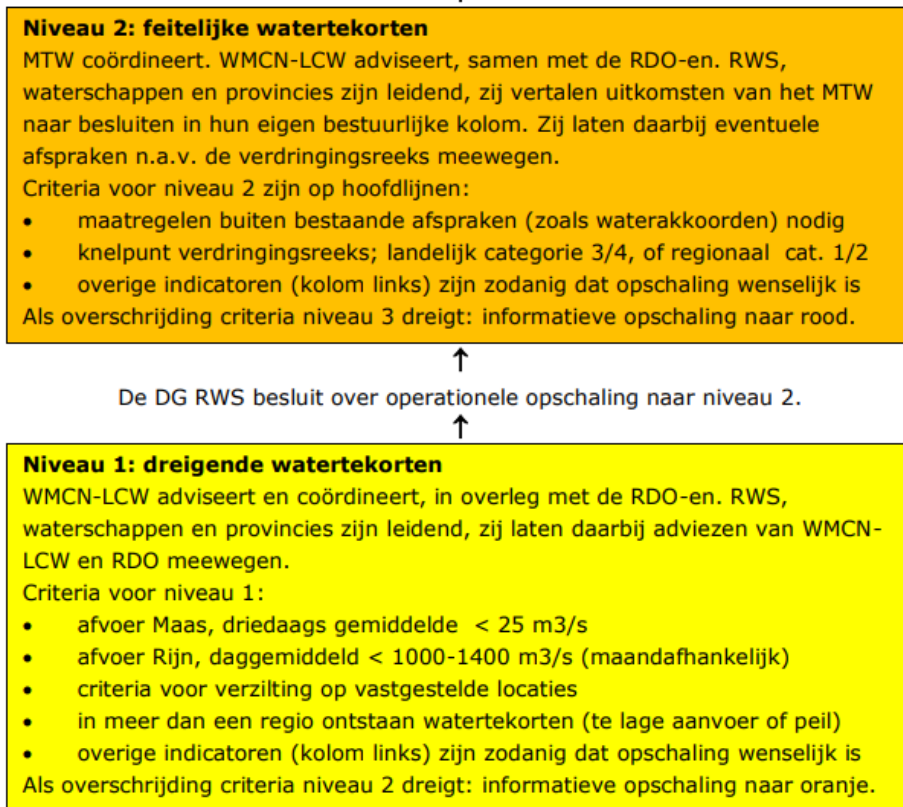 Niveau 2: feitelijke watertekorten
MTW coördineert. WMCN-LCW adviseert, samen met de RDO-en. RWS,
waterschappen en provincies zijn leidend, zij vertalen uitkomsten van het MTW
naar besluiten in hun eigen bestuurlijke kolom. Zij laten daarbij eventuele
afspraken n.a.v. de verdringingsreeks meewegen.
Criteria voor niveau 2 zijn op hoofdlijnen:
• maatregelen buiten bestaande afspraken (zoals waterakkoorden) nodig
• knelpunt verdringingsreeks; landelijk categorie 3/4, of regionaal cat. 1/2
• overige indicatoren (kolom links) zijn zodanig dat opschaling wenselijk is
Als overschrijding criteria niveau 3 dreigt: informatieve opschaling naar rood.
↑
De DG RWS besluit over operationele opschaling naar niveau 2.
↑
Niveau 1: dreigende watertekorten
WMCN-LCW adviseert en coördineert, in overleg met de RDO-en. RWS,
waterschappen en provincies zijn leidend, zij laten daarbij adviezen van WMCN-
LCW en RDO meewegen.
Criteria voor niveau 1:
• afvoer Maas, driedaags gemiddelde < 25 m3/s
• afvoer Rijn, daggemiddeld < 1000-1400 m3/s (maandafhankelijk)
• criteria voor verzilting op vastgestelde locaties
• in meer dan een regio ontstaan watertekorten (te lage aanvoer of peil)
• overige indicatoren (kolom links) zijn zodanig dat opschaling wenselijk is
Als overschrijding criteria niveau 2 dreigt: informatieve opschaling naar oranje.